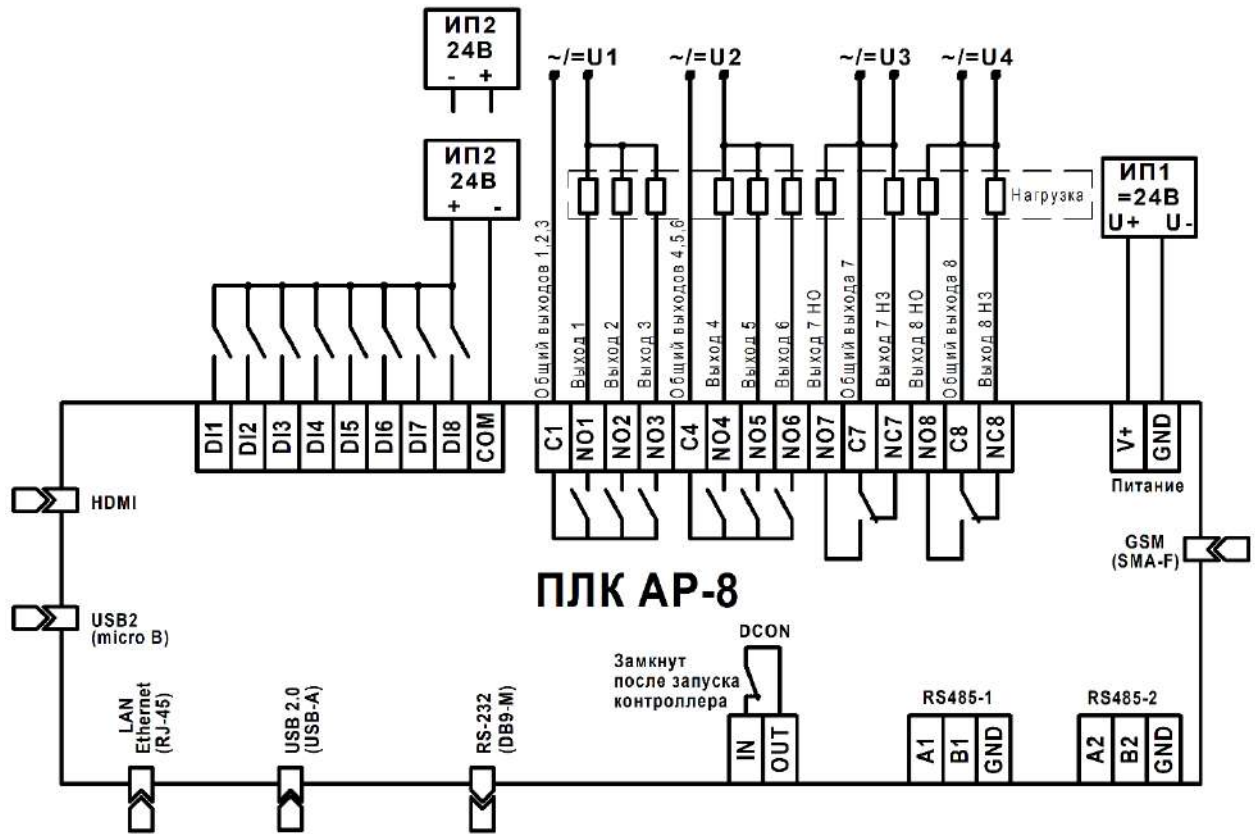 ИП2
24В
- +
ИП2
24В
+ -
~/=U1
~/=U2
~/=U3
~/=U4
Нагрузка
ИП1
=24В
U+ U-
Общий выходов 1,2,3
Выход 1
Выход 2
Выход 3
Общий выходов 4,5,6
Выход 4
Выход 5
Выход 6
Выход 7 НО
Общий выхода 7
Выход 7 НЗ
Выход 8 НО
Общий выхода 8
Выход 8 НЗ
DI1
DI2
DI3
DI4
DI5
DI6
DI7
DI8
COM
C1
NO1
NO2
NO3
C4
NO4
NO5
NO6
NO7
C7
NC7
NO8
C8
NC8
V+
GND
Питание
HDMI
GSM
(SMA-F)
ПЛК АР-8
USB2
(micro B)
DCON
Замкнут
после запуска
контроллера
IN
OUT
RS485-1
A1
B1
GND
RS485-2
A2
B2
GND
LAN
Ethernet
(RJ-45)
USB 2.0
(USB-A)
RS-232
(DB9-M)